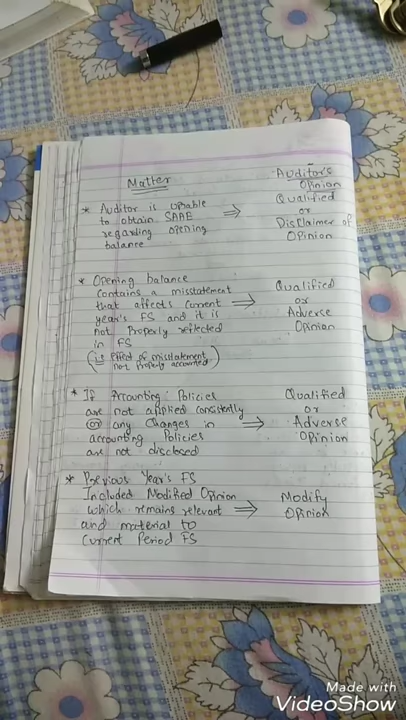 Matter
Auditor's
Opinion
* Auditor is unable
to obtain SAAE
regarding opening
balance
⇒
Qualified
or
Disclaimer of
Opinion
* Opening balance
contains a misstatement
that affects current
year's FS and it is
not Properly reflected
in FS
(i.e. effect of misstatement
not Properly accounted)
⇒
Qualified
or
Adverse
Opinion
* If Accounting Policies
are not applied consistently
or any Changes in
accounting Policies
are not disclosed
⇒
Qualified
or
Adverse
Opinion
* Previous Year's FS
Included Modified Opinion
which remains relevant
and material to
Current Period FS
⇒
Modify
Opinion
Made with
VideoShow